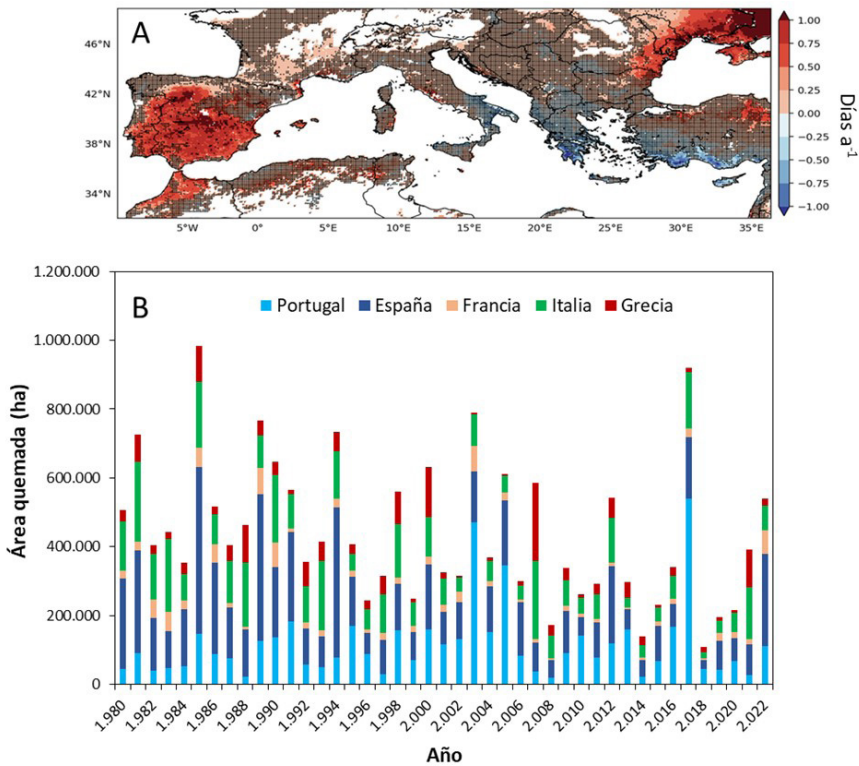 A
46°N
42°N
38°N
34°N
5°W
0°
5°E
10°E
15°E
20°E
25°E
30°E
35°E
1.00
0.75
0.50
0.25
0.00
−0.25
−0.50
−0.75
−1.00
Dias a-1
B
Portugal España Francia Italia Grecia
1.200.000
1.000.000
800.000
600.000
400.000
200.000
0
Área quemada (ha)
1.980
1.982
1.984
1.986
1.988
1.990
1.992
1.994
1.996
1.998
2.000
2.002
2.004
2.006
2.008
2.010
2.012
2.014
2.016
2.018
2.020
2.022
Año